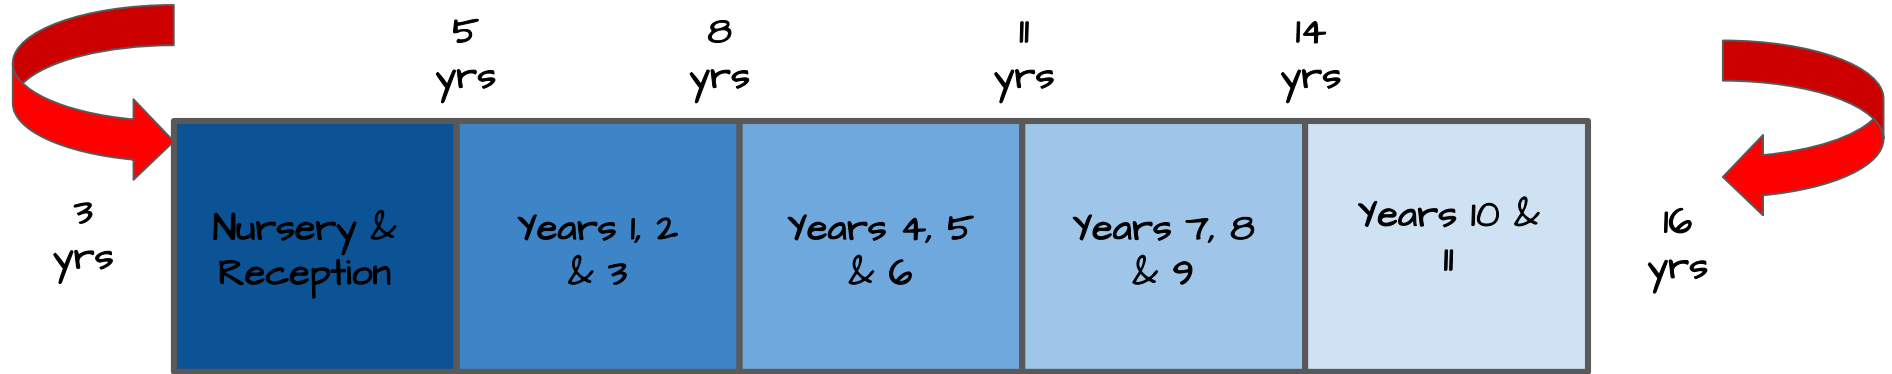 5
yrs
8
yrs
11
yrs
14
yrs
3
yrs
Nursery &
Reception
Years 1, 2
& 3
Years 4, 5
& 6
Years 7, 8
& 9
Years 10 &
11
16
yrs